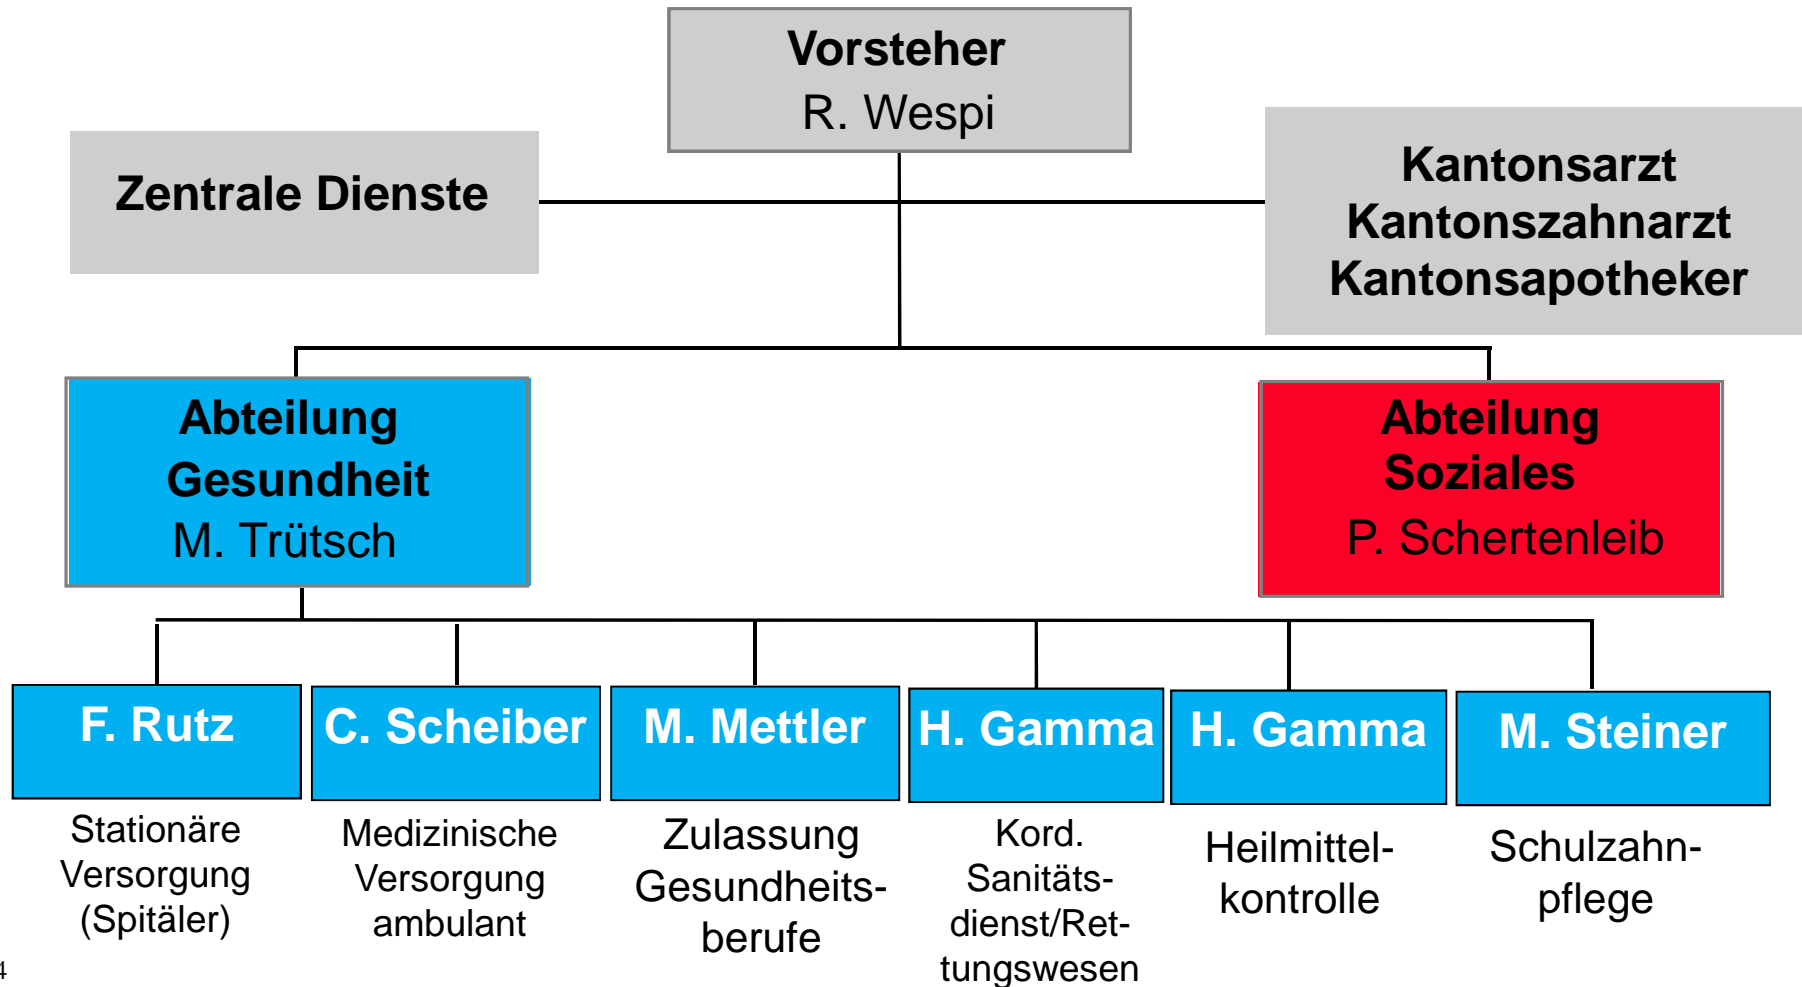 Vorsteher
R. Wespi
Zentrale Dienste
Kantonsarzt
Kantonszahnarzt
Kantonsapotheker
Abteilung
Gesundheit
M. Trütsch
Abteilung
Soziales
P. Schertenleib
F. Rutz
Stationäre
Versorgung
(Spitäler)
C. Scheiber
Medizinische
Versorgung
ambulant
M. Mettler
Zulassung
Gesundheits-
berufe
H. Gamma
Kord.
Sanitäts-
dienst/Ret-
tungswesen
H. Gamma
Heilmittel-
kontrolle
M. Steiner
Schulzahn-
pflege
4